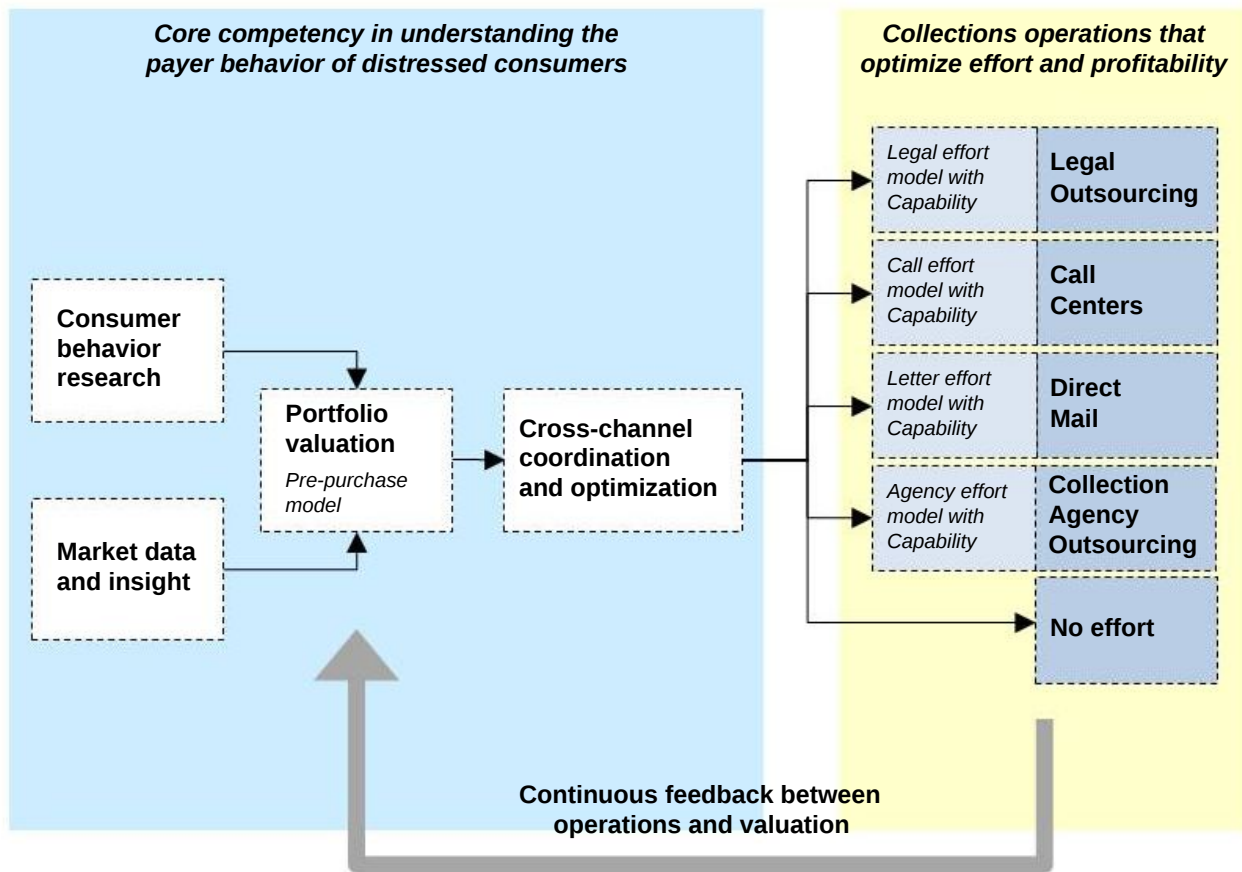 Core competency in understanding the
payer behavior of distressed consumers
Collections operations that
optimize effort and profitability
Consumer
behavior
research
Market data
and insight
Portfolio
valuation
Pre-purchase
model
Cross-channel
coordination
and optimization
Legal effort
model with
Capability
Legal
Outsourcing
Call effort
model with
Capability
Call
Centers
Letter effort
model with
Capability
Direct
Mail
Agency effort
model with
Capability
Collection
Agency
Outsourcing
No effort
Continuous feedback between
operations and valuation